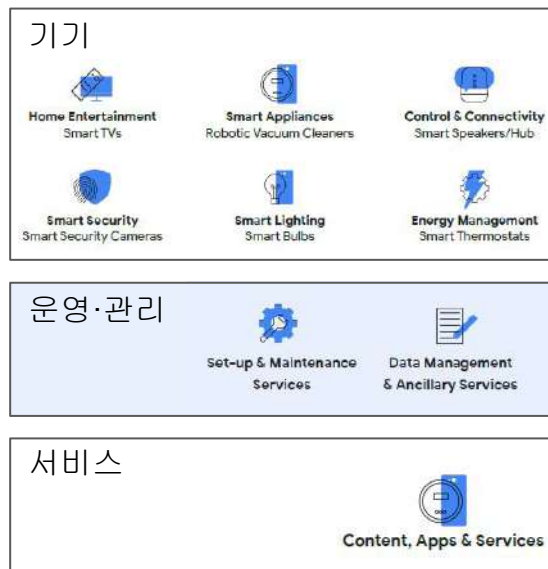 기기
Home Entertainment
Smart TVs
Smart Appliances
Robotic Vacuum Cleaners
Control & Connectivity
Smart Speakers/Hub
Smart Security
Smart Security Cameras
Smart Lighting
Smart Bulbs
Energy Management
Smart Thermostats
운영·관리
Set-up & Maintenance
Services
Data Management
& Ancillary Services
서비스
Content, Apps & Services